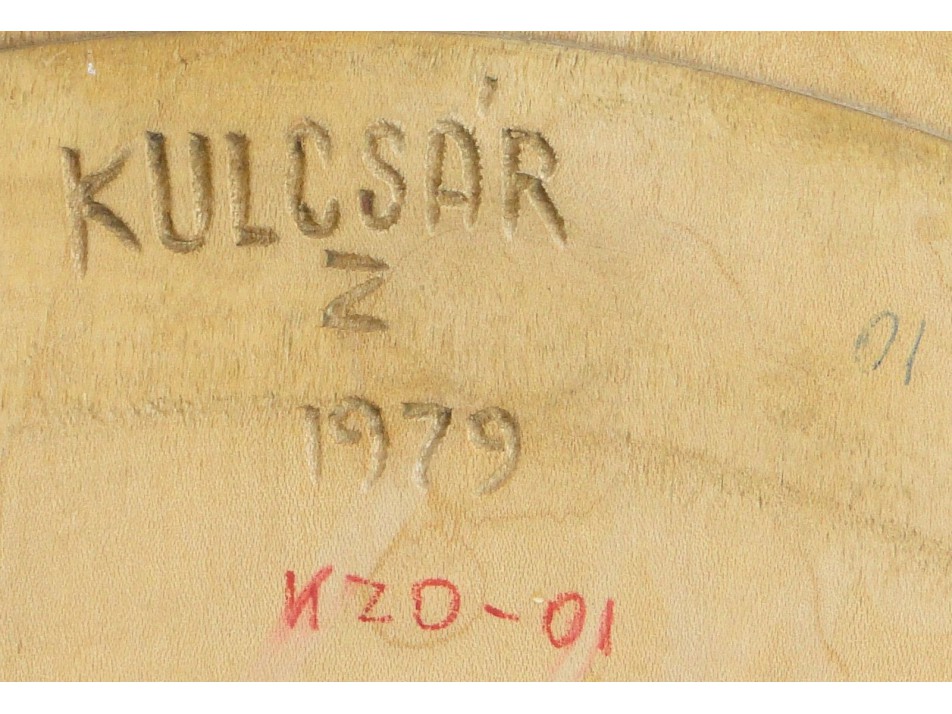 KULCSÁR
Z
01
1979
KZO-01